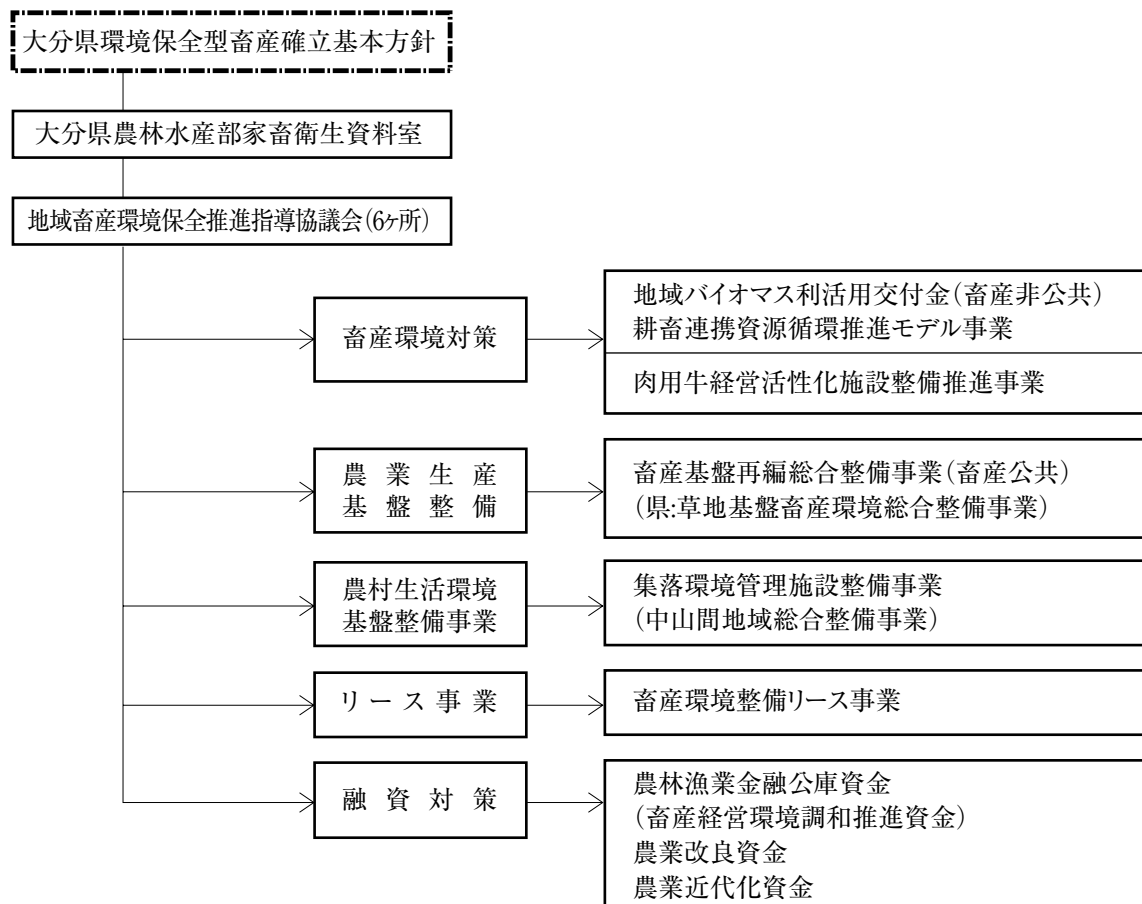 大分県環境保全型畜産確立基本方針
大分県農林水産部家畜衛生資料室
地域畜産環境保全推進指導協議会(6ヶ所)
畜産環境対策
地域バイオマス利活用交付金(畜産非公共)
耕畜連携資源循環推進モデル事業
肉用牛経営活性化施設整備推進事業
農業生産
基盤整備
畜産基盤再編総合整備事業(畜産公共)
(県:草地基盤畜産環境総合整備事業)
農村生活環境
基盤整備事業
集落環境管理施設整備事業
(中山間地域総合整備事業)
リース事業
畜産環境整備リース事業
融資対策
農林漁業金融公庫資金
(畜産経営環境調和推進資金)
農業改良資金
農業近代化資金